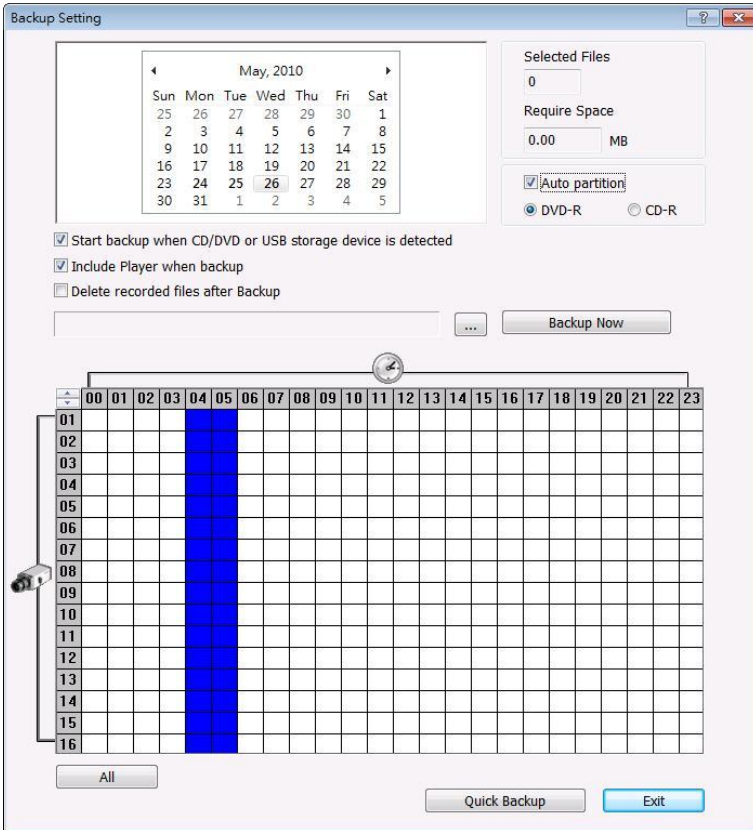 Backup Setting
May, 2010
Sun Mon Tue Wed Thu Fri Sat
25 26 27 28 29 30 1
2 3 4 5 6 7 8
9 10 11 12 13 14 15
16 17 18 19 20 21 22
23 24 25 26 27 28 29
30 31 1 2 3 4 5
Selected Files
0
Require Space
0.00 MB
Auto partition
DVD-R CD-R
Start backup when CD/DVD or USB storage device is detected
Include Player when backup
Delete recorded files after Backup
... Backup Now
00 01 02 03 04 05 06 07 08 09 10 11 12 13 14 15 16 17 18 19 20 21 22 23
01
02
03
04
05
06
07
08
09
10
11
12
13
14
15
16
All
Quick Backup Exit